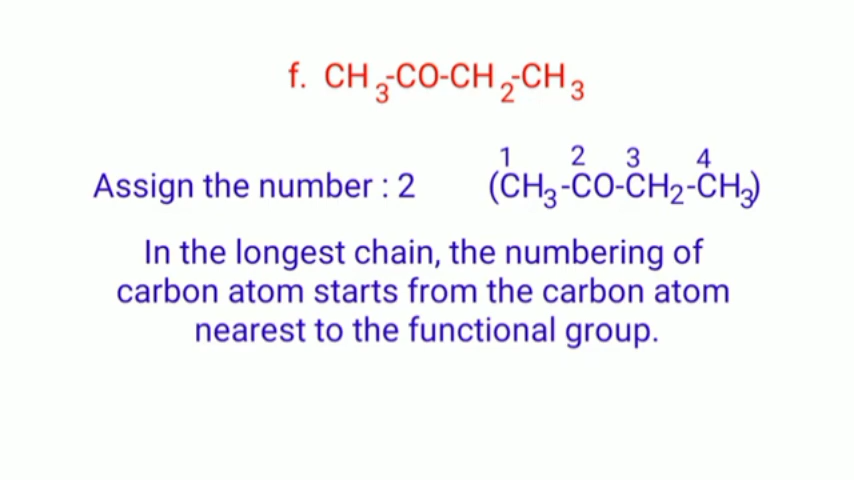 f. CH₃-CO-CH₂-CH₃
1 2 3 4
Assign the number : 2 (CH₃-CO-CH₂-CH₃)
In the longest chain, the numbering of
carbon atom starts from the carbon atom
nearest to the functional group.